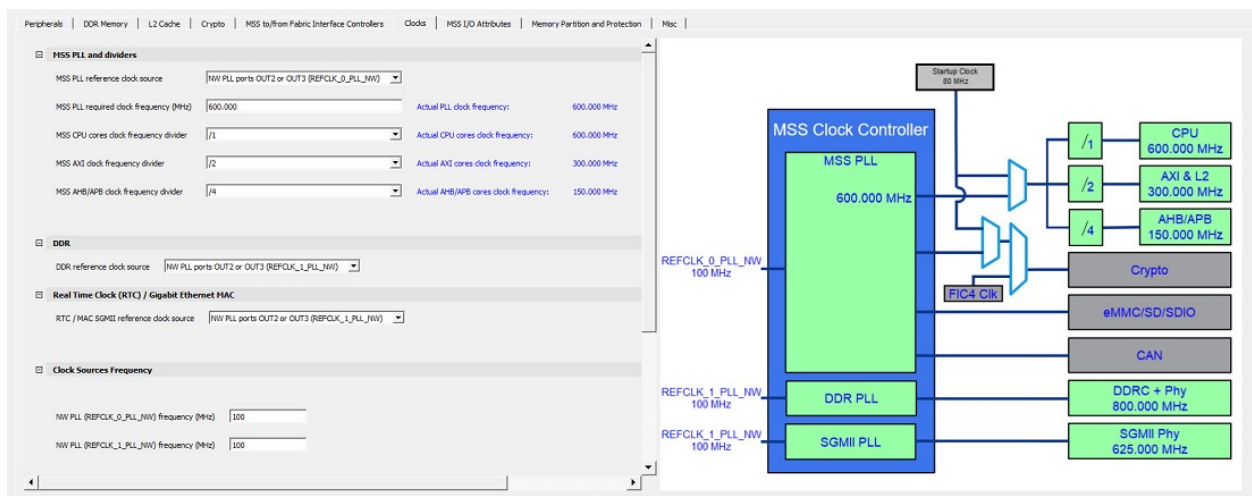 Peripherals | DDR Memory | L2 Cache | Crypto | MSS to/from Fabric Interface Controllers | Clocks | MSS I/O Attributes | Memory Partition and Protection | Misc
MSS PLL and dividers
MSS PLL reference clock source NW PLL ports OUT2 or OUT3 (REFCLK_0_PLL_NW)
MSS PLL required clock frequency (MHz) 600.000 Actual PLL clock frequency: 600.000 MHz
MSS CPU cores clock frequency divider /1 Actual CPU cores clock frequency: 600.000 MHz
MSS AXI clock frequency divider /2 Actual AXI cores clock frequency: 300.000 MHz
MSS AHB/APB clock frequency divider /4 Actual AHB/APB cores clock frequency: 150.000 MHz
DDR
DDR reference clock source NW PLL ports OUT2 or OUT3 (REFCLK_1_PLL_NW)
Real Time Clock (RTC) / Gigabit Ethernet MAC
RTC / MAC SGMII reference clock source NW PLL ports OUT2 or OUT3 (REFCLK_1_PLL_NW)
Clock Sources Frequency
NW PLL (REFCLK_0_PLL_NW) frequency (MHz) 100
NW PLL (REFCLK_1_PLL_NW) frequency (MHz) 100
Startup Clock
80 MHz
MSS Clock Controller
MSS PLL
600.000 MHz
/1
CPU
600.000 MHz
/2
AXI & L2
300.000 MHz
/4
AHB/APB
150.000 MHz
REFCLK_0_PLL_NW
100 MHz
FIC4 Clk
Crypto
eMMC/SD/SDIO
CAN
REFCLK_1_PLL_NW
100 MHz
DDR PLL
DDRC + Phy
800.000 MHz
REFCLK_1_PLL_NW
100 MHz
SGMII PLL
SGMII Phy
625.000 MHz